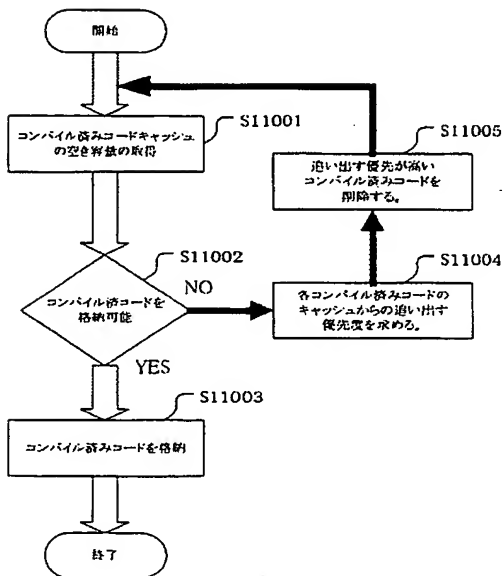 開始
コンパイル済みコードキャッシュ
の空き容量の取得
S11001
追い出す優先が高い
コンパイル済みコードを
削除する。
S11005
コンパイル済コードを
格納可能
S11002
NO
YES
各コンパイル済みコードの
キャッシュからの追い出す
優先度を求める。
S11004
S11003
コンパイル済みコードを格納
終了